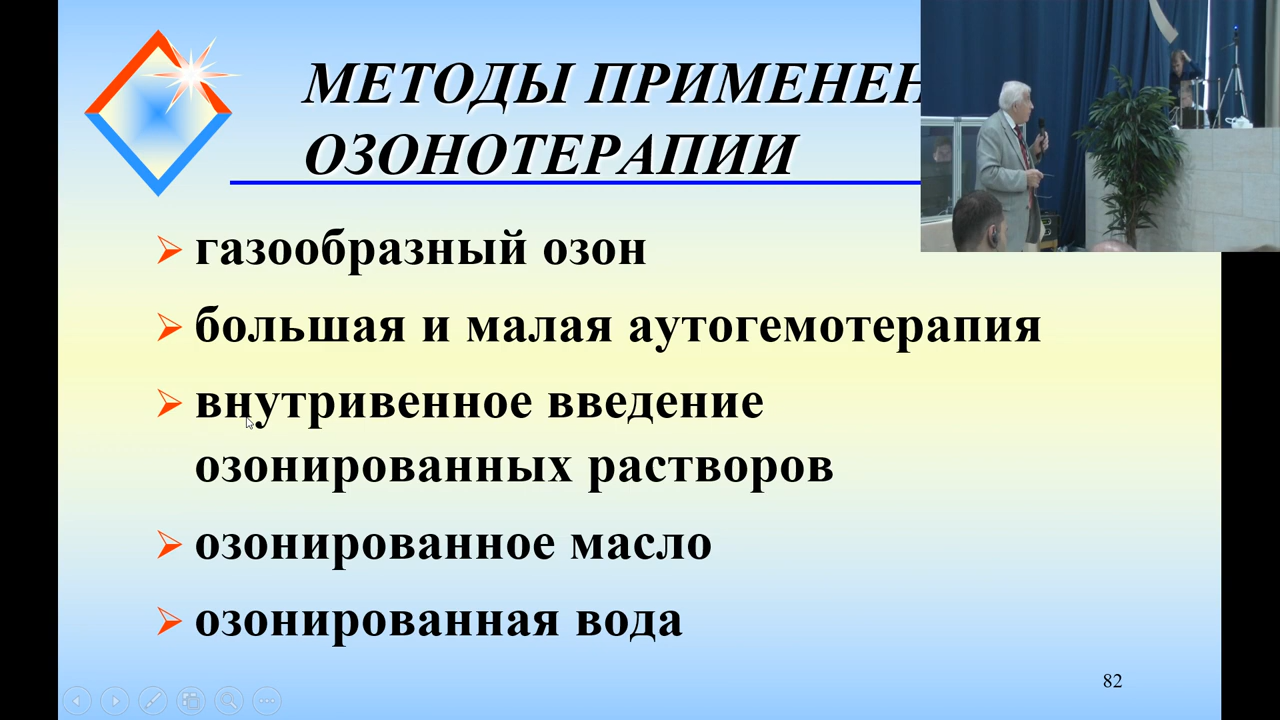 МЕТОДЫ ПРИМЕНЕН
ОЗОНОТЕРАПИИ
газообразный озон
большая и малая аутогемотерапия
внутривенное введение
озонированных растворов
озонированное масло
озонированная вода
82